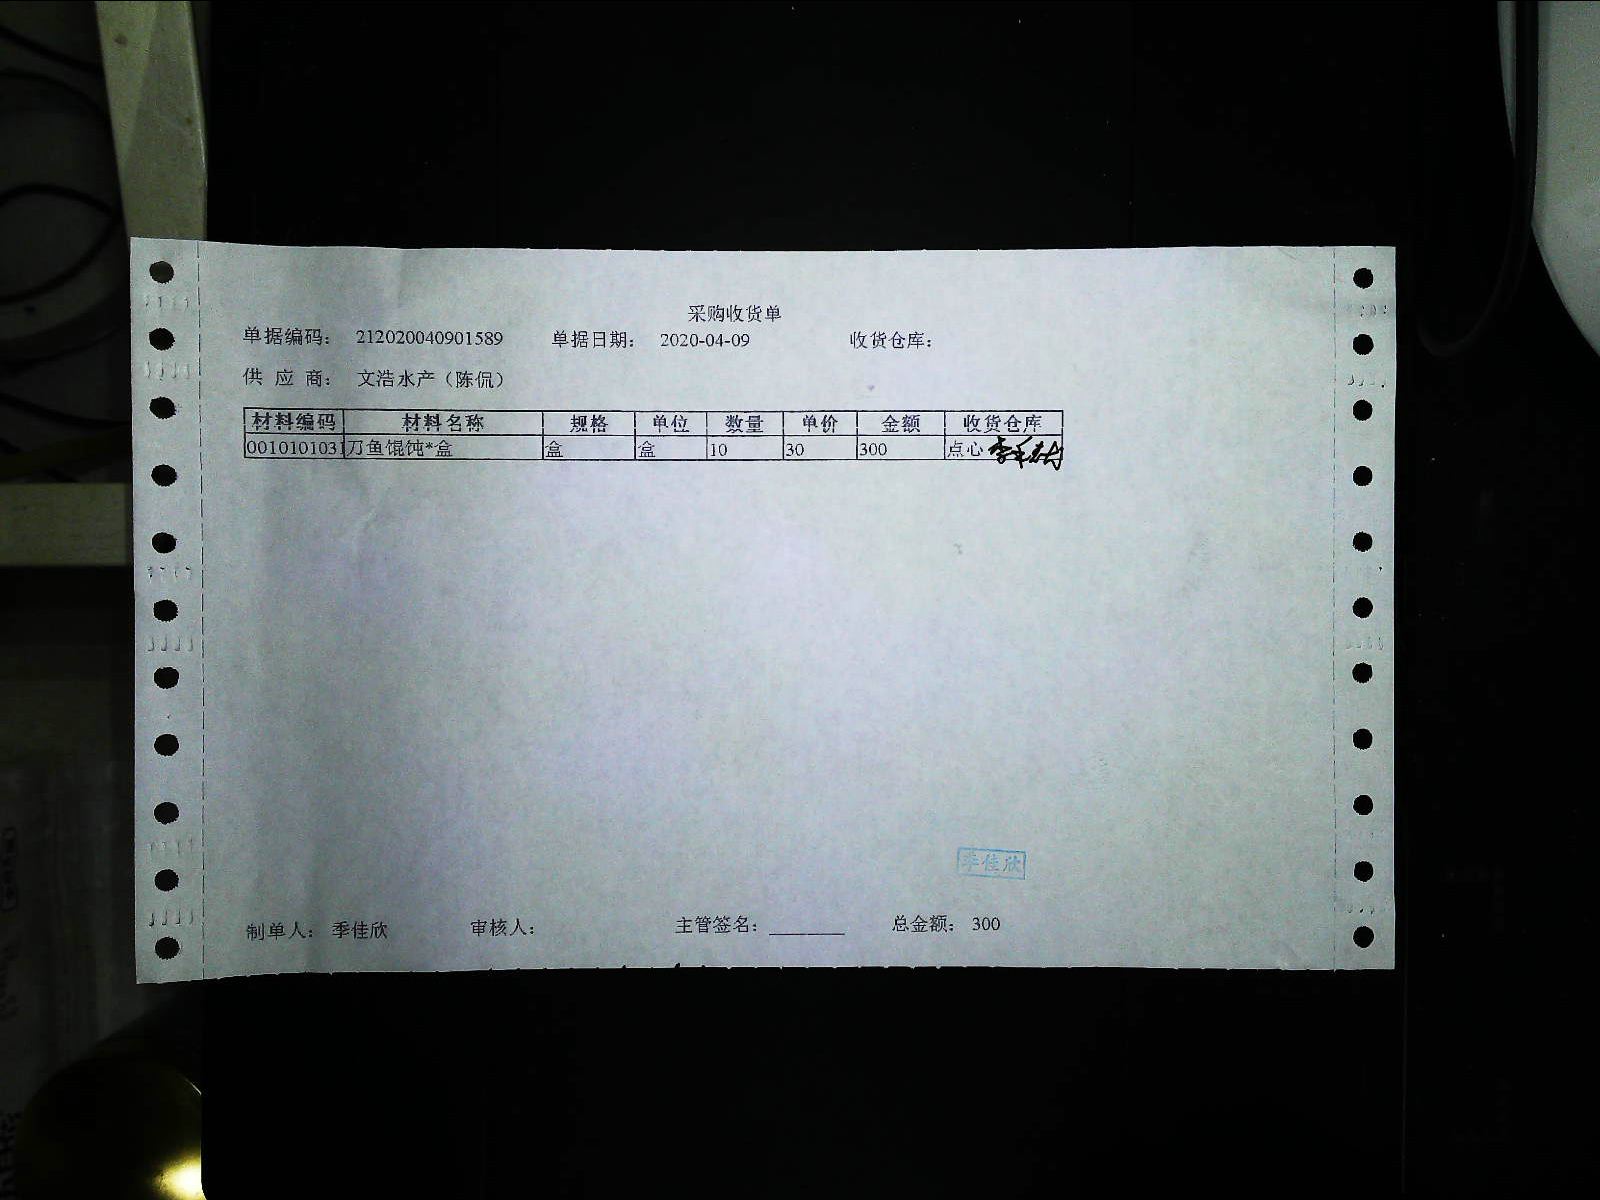 采购收货单
单据编码： 212020040901589 单据日期： 2020-04-09 收货仓库：
供 应 商： 文浩水产（陈侃）
材料编码 材料名称 规格 单位 数量 单价 金额 收货仓库
0010101031 刀鱼馄饨*盒 盒 盒 10 30 300 点心
季佳欣
制单人： 季佳欣 审核人： 主管签名： 总金额： 300